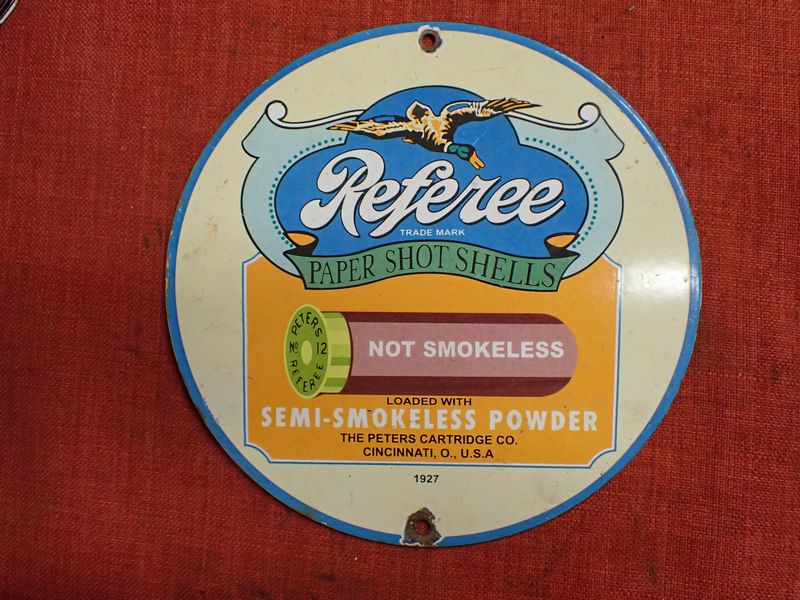 Referee
TRADE MARK
PAPER SHOT SHELLS
PETERS
No 12
REFEREE
NOT SMOKELESS
LOADED WITH
SEMI-SMOKELESS POWDER
THE PETERS CARTRIDGE CO.
CINCINNATI, O., U.S.A
1927